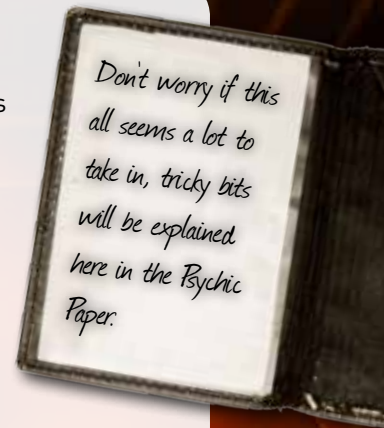 s
Don't worry if this
all seems a lot to
take in, tricky bits
will be explained
here in the Psychic
Paper.